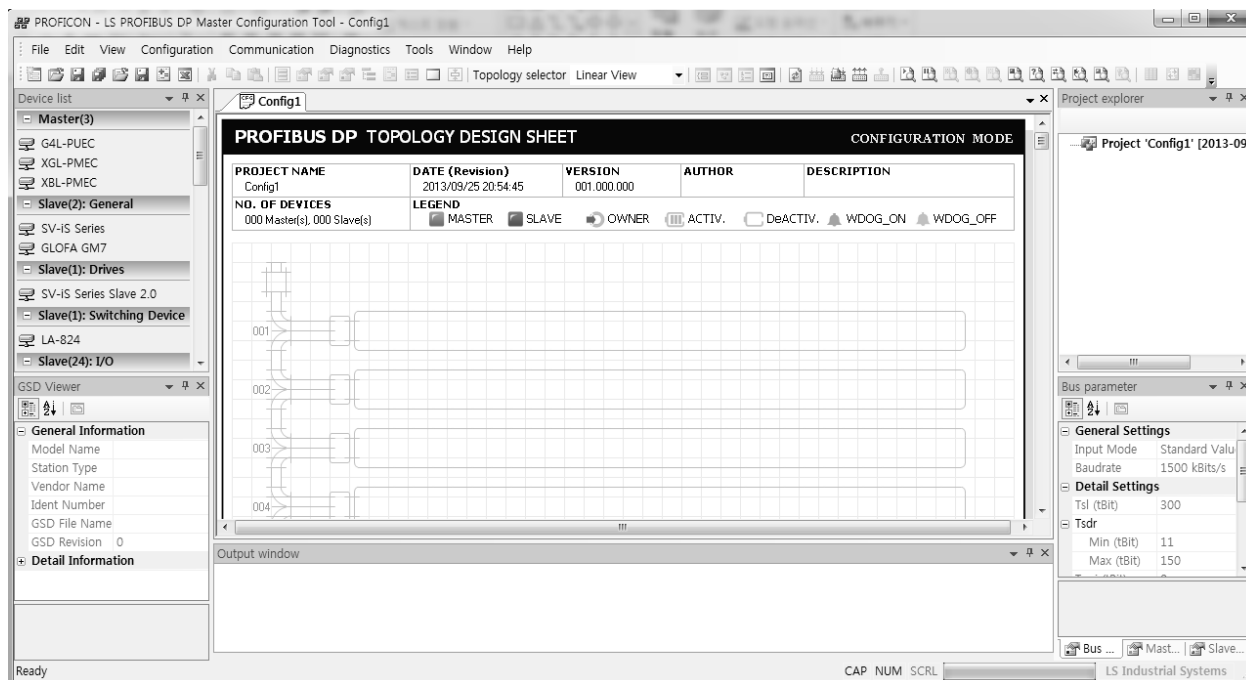 PROFICON - LS PROFIBUS DP Master Configuration Tool - Config1
File Edit View Configuration Communication Diagnostics Tools Window Help
Topology selector Linear View
Device list
Master(3)
G4L-PUEC
XGL-PMEC
XBL-PMEC
Slave(2): General
SV-iS Series
GLOFA GM7
Slave(1): Drives
SV-iS Series Slave 2.0
Slave(1): Switching Device
LA-824
Slave(24): I/O
GSD Viewer
General Information
Model Name
Station Type
Vendor Name
Ident Number
GSD File Name
GSD Revision 0
Detail Information
Config1
PROFIBUS DP TOPOLOGY DESIGN SHEET CONFIGURATION MODE
PROJECT NAME DATE (Revision) VERSION AUTHOR DESCRIPTION
Config1 2013/09/25 20:54:45 001.000.000
NO. OF DEVICES LEGEND
000 Master(s), 000 Slave(s) MASTER SLAVE OWNER ACTIV. DeACTIV. WDOG_ON WDOG_OFF
001
002
003
004
Output window
Project explorer
Project 'Config1' [2013-09
Bus parameter
General Settings
Input Mode Standard Valu
Baudrate 1500 kBits/s
Detail Settings
Tsl (tBit) 300
Tsdr
Min (tBit) 11
Max (tBit) 150
Bus ... Mast... Slave...
Ready CAP NUM SCRL LS Industrial Systems